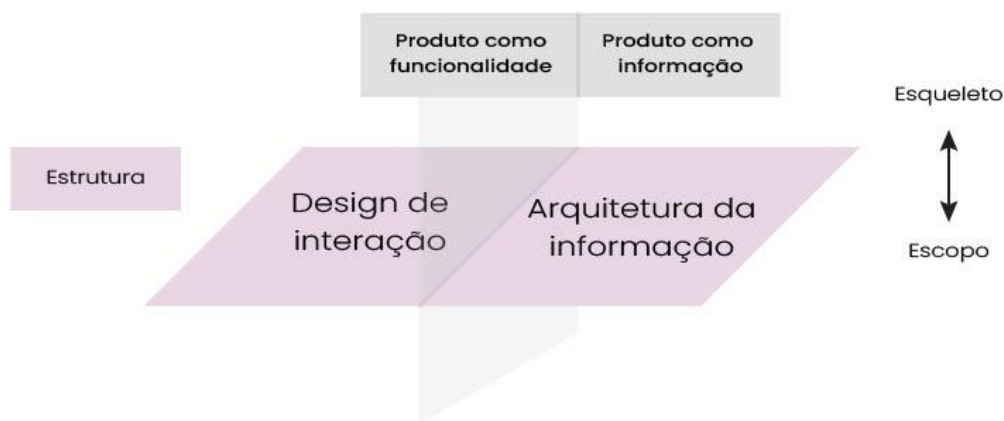 Produto como
funcionalidade
Produto como
informação
Esqueleto
Estrutura
Design de
interação
Arquitetura da
informação
Escopo